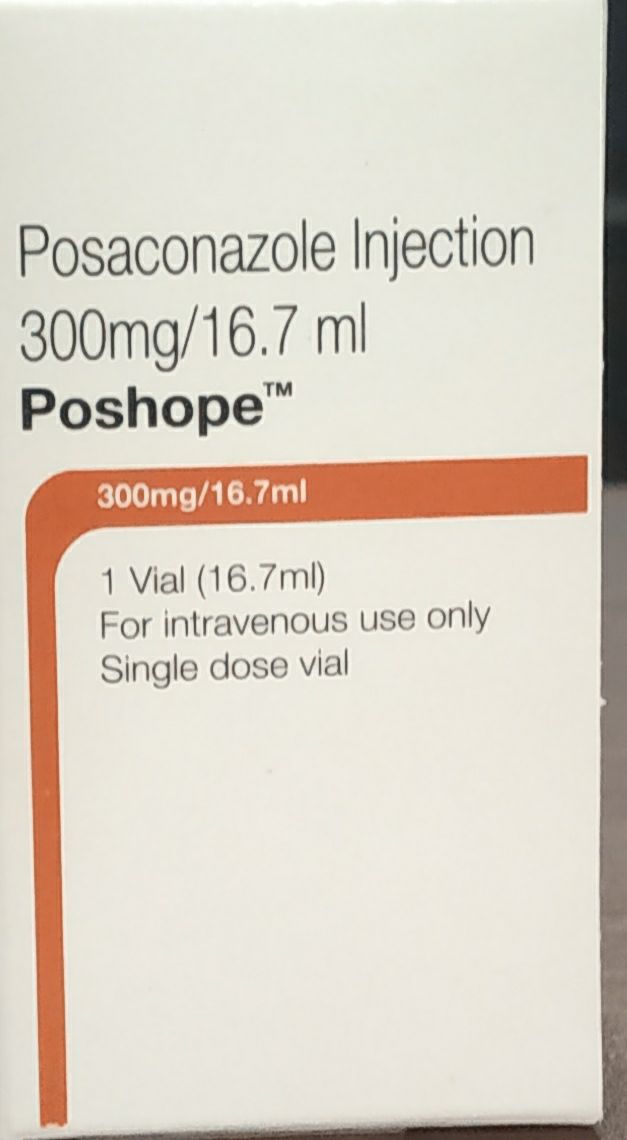 Posaconazole Injection
300mg/16.7 ml
Poshope™
300mg/16.7ml
1 Vial (16.7ml)
For intravenous use only
Single dose vial